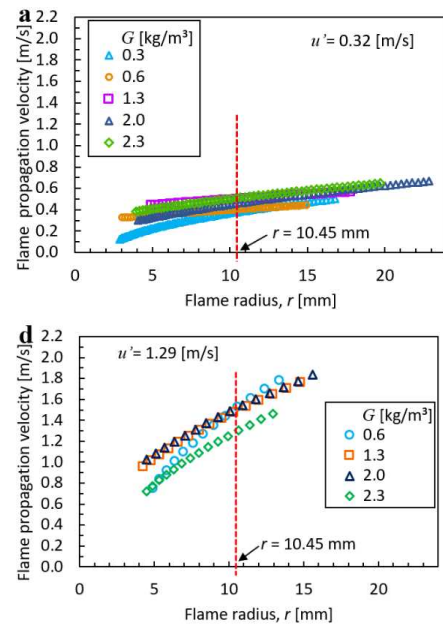 a
G [kg/m³]
0.3
0.6
1.3
2.0
2.3
u'= 0.32 [m/s]
Flame propagation velocity [m/s]
2.2
2.0
1.8
1.6
1.4
1.2
1.0
0.8
0.6
0.4
0.2
0.0
r = 10.45 mm
0 5 10 15 20
Flame radius, r [mm]
d
u'= 1.29 [m/s]
G [kg/m³]
0.6
1.3
2.0
2.3
Flame propagation velocity [m/s]
2.2
2.0
1.8
1.6
1.4
1.2
1.0
0.8
0.6
0.4
0.2
0.0
r = 10.45 mm
0 5 10 15 20
Flame radius, r [mm]